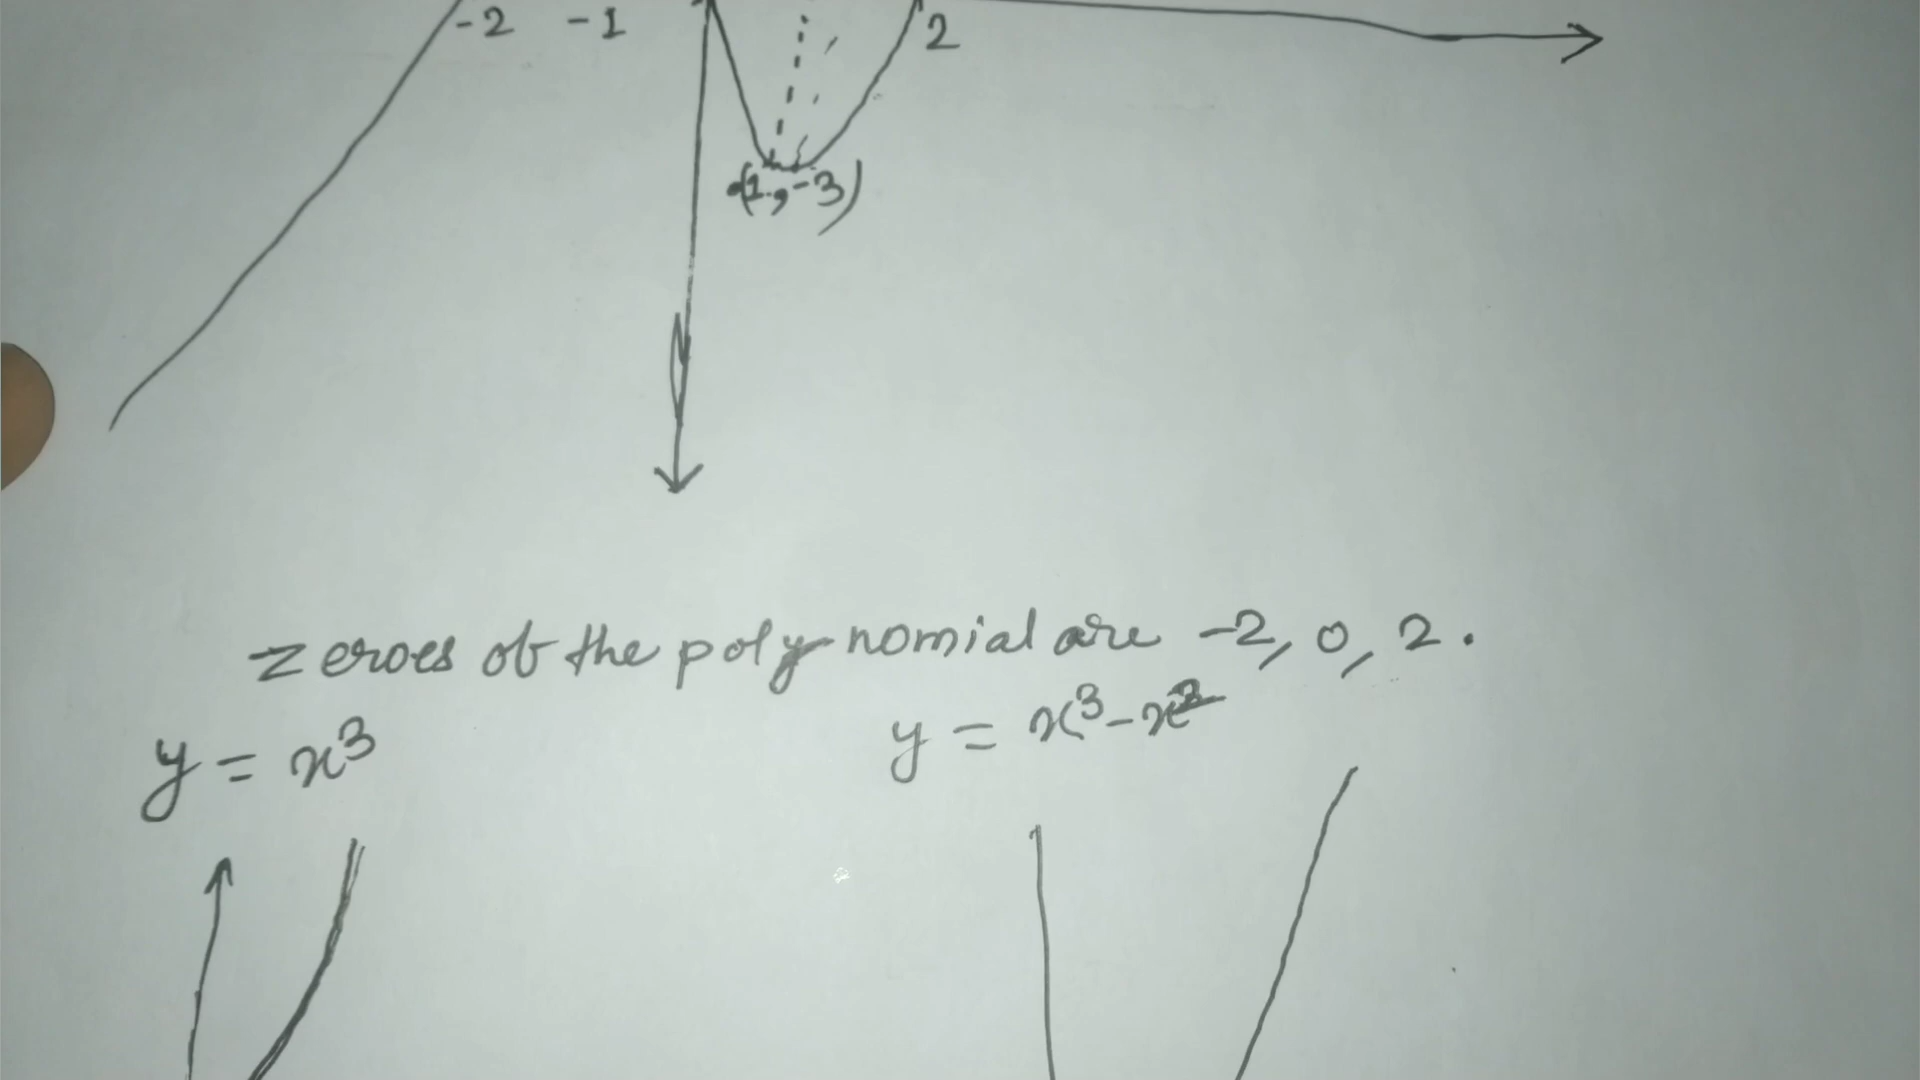 -2 -1 2
(1, -3)
zeroes of the polynomial are -2, 0, 2.
y = x³ y = x³-x²